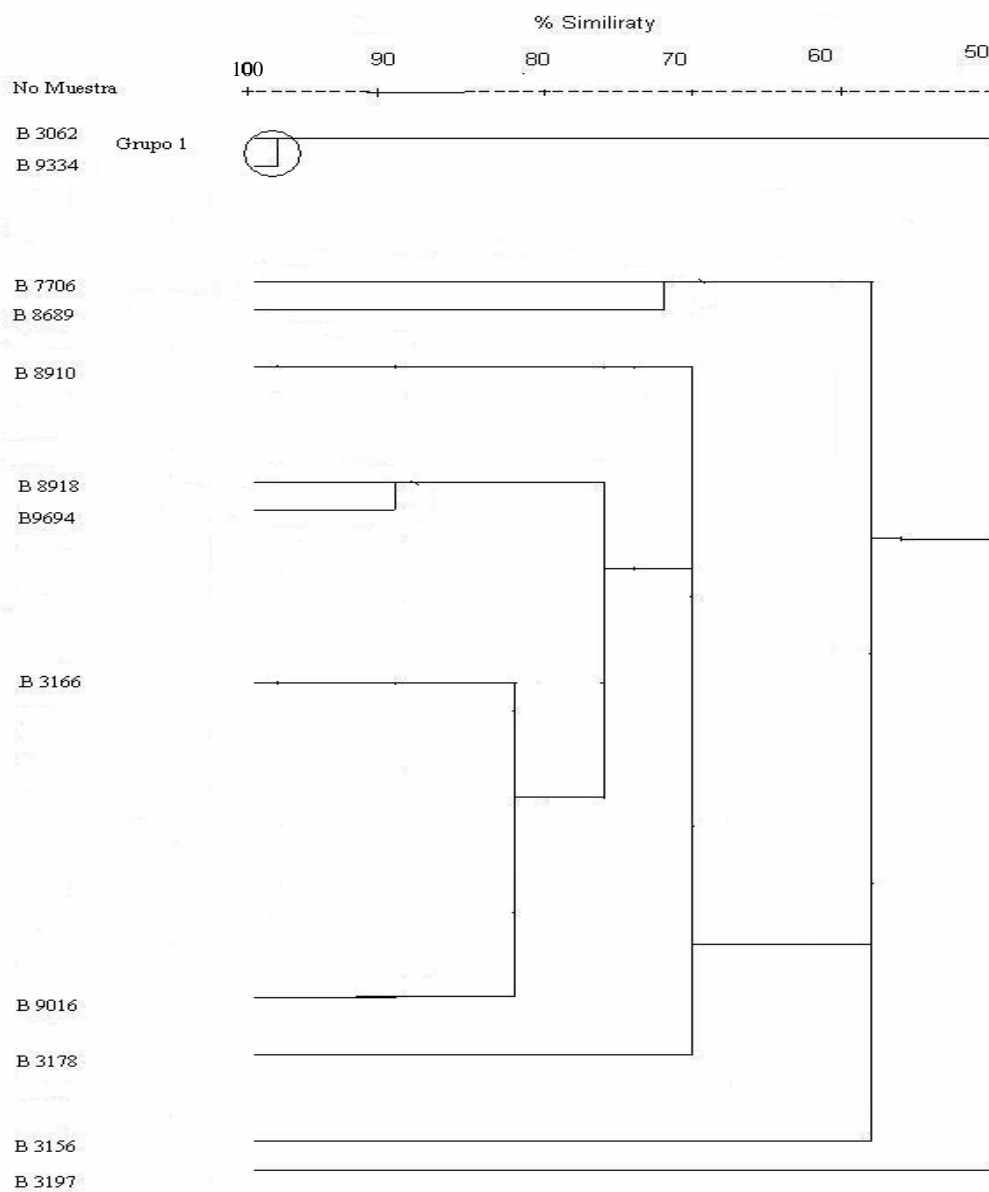 % Similiraty
100 90 80 70 60 50
No Muestra
B 3062
Grupo 1
B 9334
B 7706
B 8689
B 8910
B 8918
B9694
B 3166
B 9016
B 3178
B 3156
B 3197